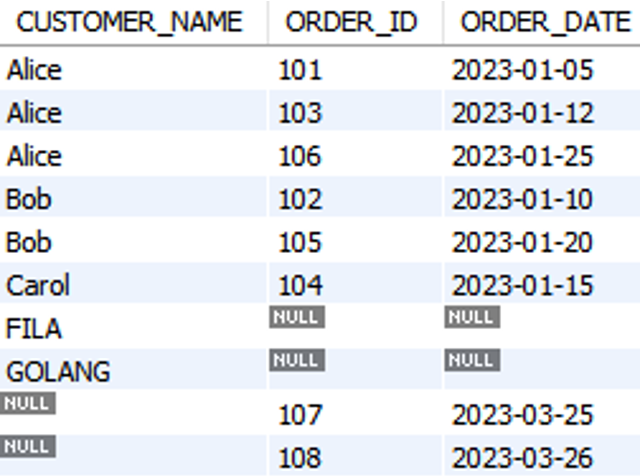 CUSTOMER_NAME ORDER_ID ORDER_DATE
Alice 101 2023-01-05
Alice 103 2023-01-12
Alice 106 2023-01-25
Bob 102 2023-01-10
Bob 105 2023-01-20
Carol 104 2023-01-15
FILA NULL NULL
GOLANG NULL NULL
NULL 107 2023-03-25
NULL 108 2023-03-26